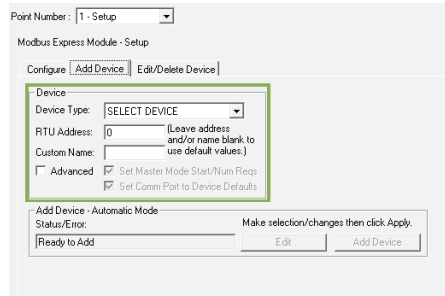 Point Number : 1 - Setup
Modbus Express Module - Setup
Configure Add Device Edit/Delete Device
Device
Device Type: SELECT DEVICE
RTU Address: 0 (Leave address
and/or name blank to
Custom Name: use default values.)
Advanced Set Master Mode Start/Num Regs
Set Comm Port to Device Defaults
Add Device - Automatic Mode
Status/Error: Make selection/changes then click Apply.
Ready to Add Edit Add Device